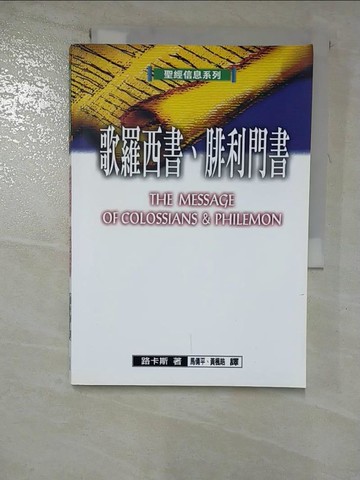 聖經信息系列
歌羅西書、腓利門書
THE MESSAGE
OF COLOSSIANS & PHILEMON
路卡斯 著 馬傳平、黃楓皓 譯